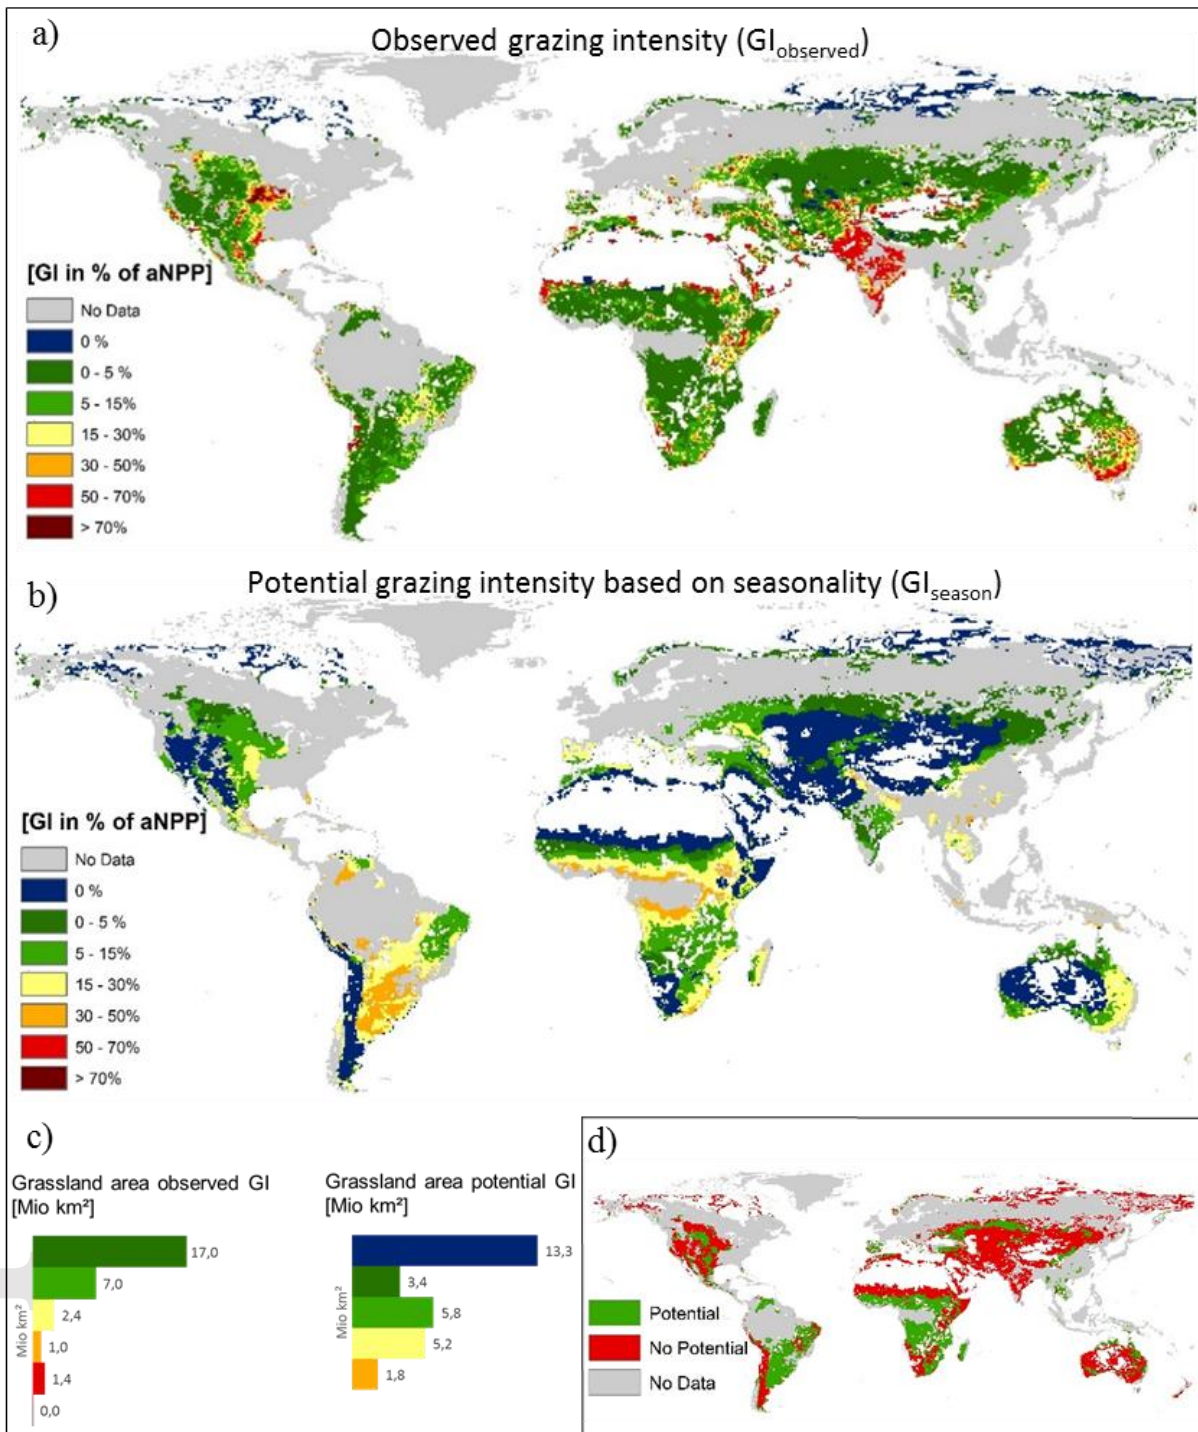 a)
Observed grazing intensity (GIobserved)
[GI in % of aNPP]
No Data
0 %
0 - 5 %
5 - 15%
15 - 30%
30 - 50%
50 - 70%
> 70%
b)
Potential grazing intensity based on seasonality (GIseason)
[GI in % of aNPP]
No Data
0 %
0 - 5 %
5 - 15%
15 - 30%
30 - 50%
50 - 70%
> 70%
c)
Grassland area observed GI
[Mio km²]
Mio km²
17,0
7,0
2,4
1,0
1,4
0,0
Grassland area potential GI
[Mio km²]
Mio km²
13,3
3,4
5,8
5,2
1,8
d)
Potential
No Potential
No Data